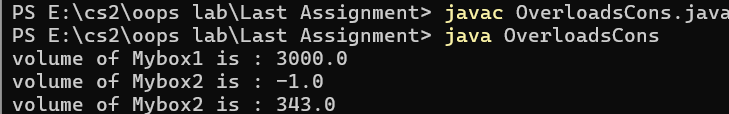 PS E:\cs2\oops lab\Last Assignment> javac OverloadsCons.java
PS E:\cs2\oops lab\Last Assignment> java OverloadsCons
volume of Mybox1 is : 3000.0
volume of Mybox2 is : -1.0
volume of Mybox2 is : 343.0